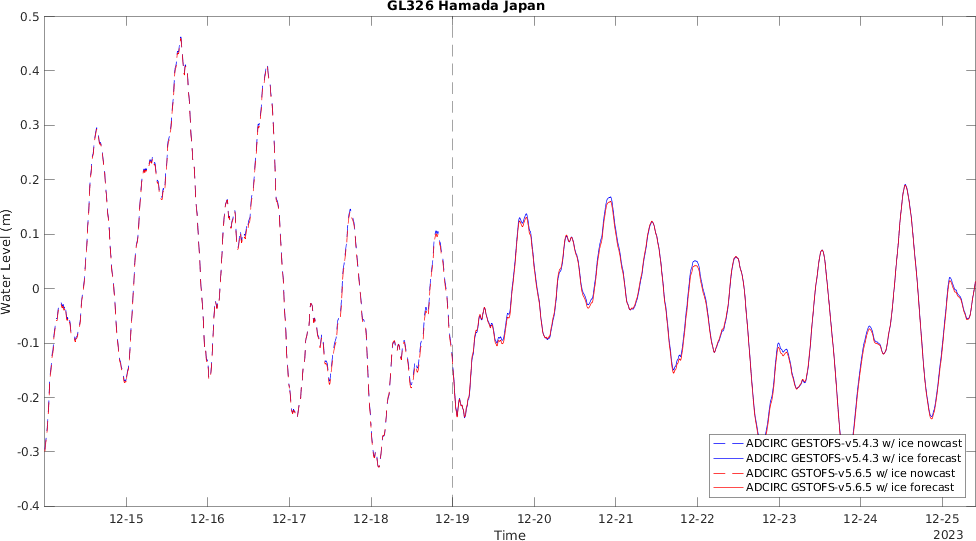 GL326 Hamada Japan
0.5
0.4
0.3
0.2
0.1
0
-0.1
-0.2
-0.3
-0.4
Water Level (m)
12-15 12-16 12-17 12-18 12-19 12-20 12-21 12-22 12-23 12-24 12-25
2023
Time
ADCIRC GESTOFS-v5.4.3 w/ ice nowcast
ADCIRC GESTOFS-v5.4.3 w/ ice forecast
ADCIRC GSTOFS-v5.6.5 w/ ice nowcast
ADCIRC GSTOFS-v5.6.5 w/ ice forecast